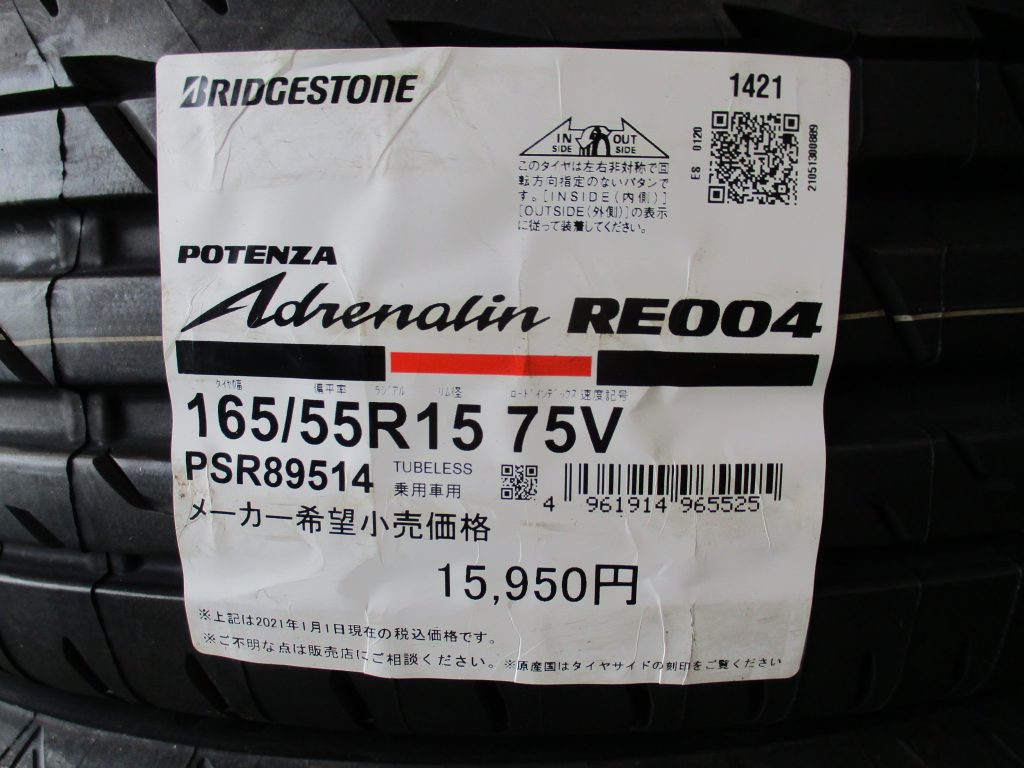 BRIDGESTONE
1421
IN SIDE OUT SIDE
このタイヤは左右非対称で回
転方向指定のないパタンで
す。[INSIDE(内側)]
[OUTSIDE(外側)]の表示
に従って装着してください。
ES 0120
21051300889
POTENZA
Adrenalin RE004
タイヤ幅 偏平率 ラジアル リム径 ロードインデックス 速度記号
165/55R15 75V
PSR89514
TUBELESS
乗用車用
4 961914 965525
メーカー希望小売価格
15,950円
※上記は2021年1月1日現在の税込価格です。
※ご不明な点は販売店にご相談ください。※原産国はタイヤサイドの刻印をご覧ください